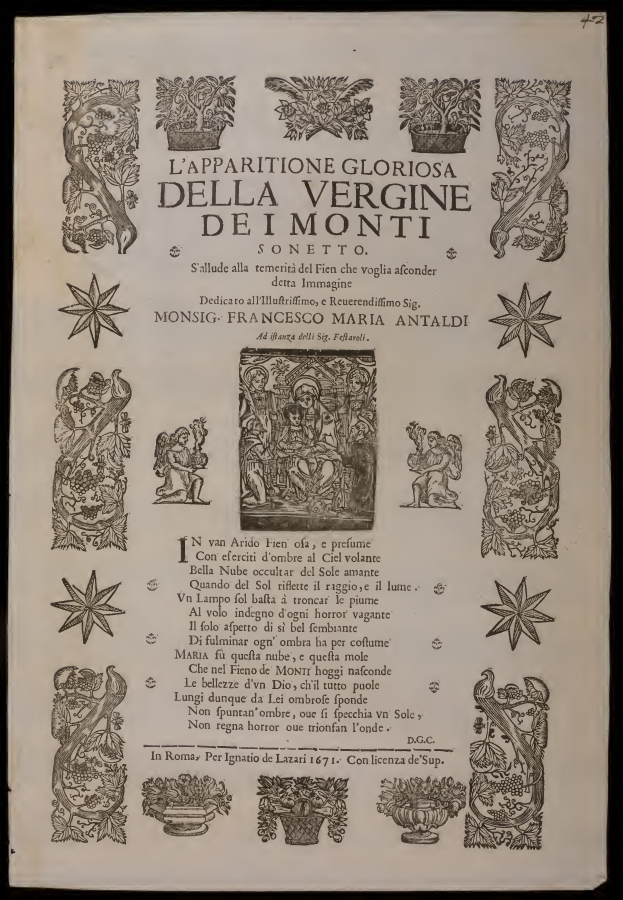 42
L'APPARITIONE GLORIOSA
DELLA VERGINE
DEI MONTI
SONETTO.
S'allude alla temerità del Fien che voglia aſconder
detta Immagine
Dedicato all'Illuſtriſſimo, e Reuerendiſſimo Sig.
MONSIG. FRANCESCO MARIA ANTALDI
Ad iſtanza delli Sig. Feſtaroli.
IN van Arido Fien oſa, e preſume
Con eſerciti d'ombre al Ciel volante
Bella Nube occultar del Sole amante
Quando del Sol riflette il raggio, e il lume.
Vn Lampo ſol baſta à troncar le piume
Al volo indegno d'ogni horror vagante
Il ſolo aſpetto di sì bel ſembiante
Di fulminar ogn' ombra ha per coſtume
MARIA fù queſta nube, e queſta mole
Che nel Fieno de MONTI hoggi naſconde
Le bellezze d'vn Dio, ch'il tutto puole
Lungi dunque da Lei ombroſe ſponde
Non ſpuntan'ombre, oue ſi ſpecchia vn Sole,
Non regna horror oue trionfan l'onde.
D.G.C.
In Roma, Per Ignatio de Lazari 1671. Con licenza de'Sup.